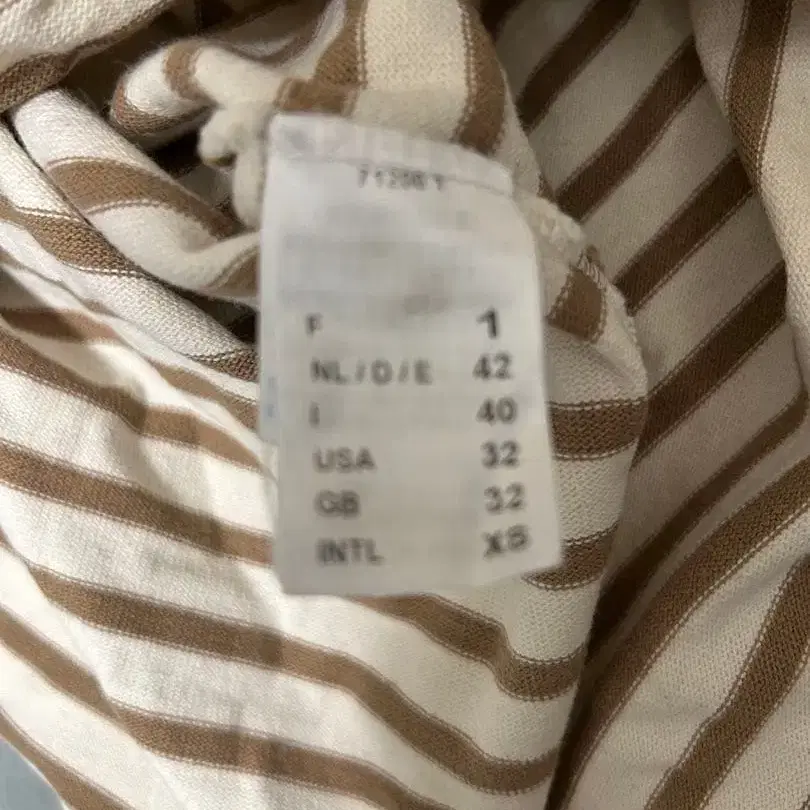 F 1
NL / D / E 42
I 40
USA 32
GB 32
INTL XS